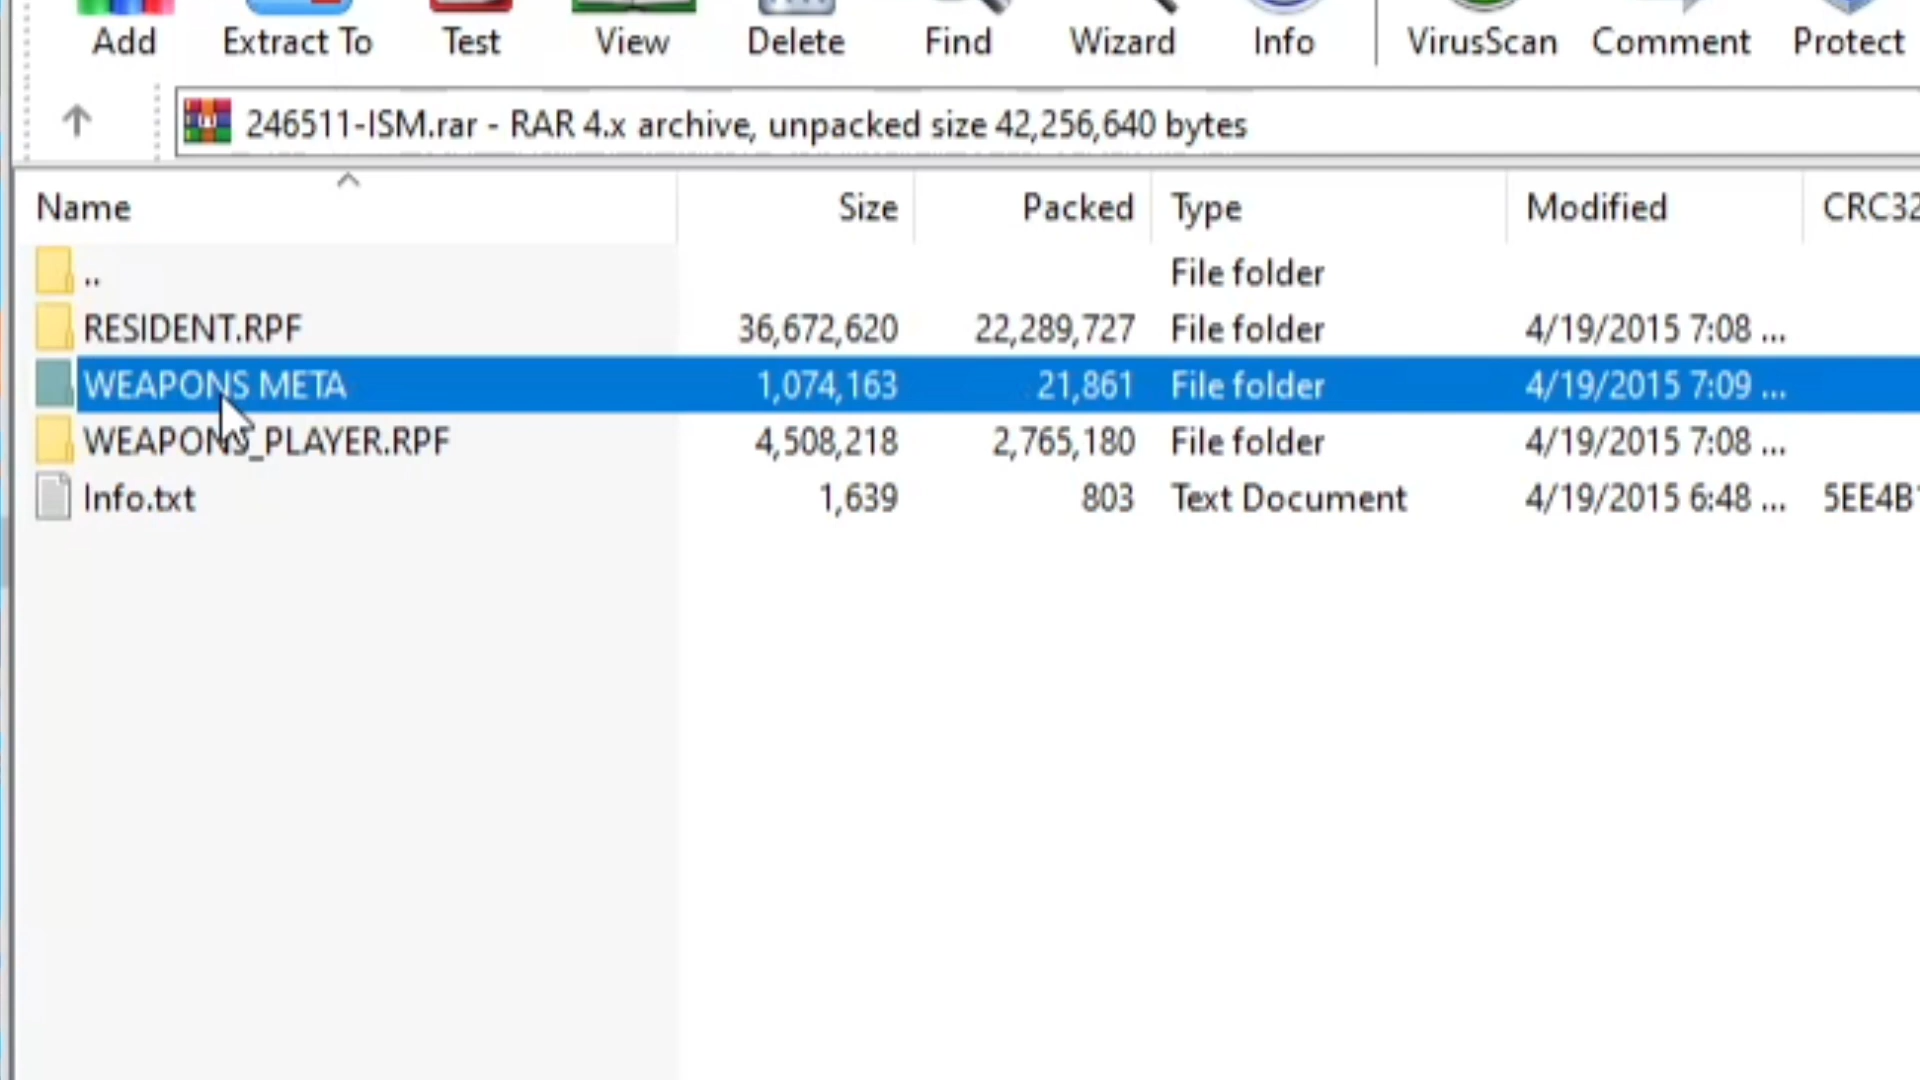 Add Extract To Test View Delete Find Wizard Info VirusScan Comment Protect
246511-ISM.rar - RAR 4.x archive, unpacked size 42,256,640 bytes
Name Size Packed Type Modified CRC32
.. File folder
RESIDENT.RPF 36,672,620 22,289,727 File folder 4/19/2015 7:08 ...
WEAPONS META 1,074,163 21,861 File folder 4/19/2015 7:09 ...
WEAPONS_PLAYER.RPF 4,508,218 2,765,180 File folder 4/19/2015 7:08 ...
Info.txt 1,639 803 Text Document 4/19/2015 6:48 ... 5EE4B